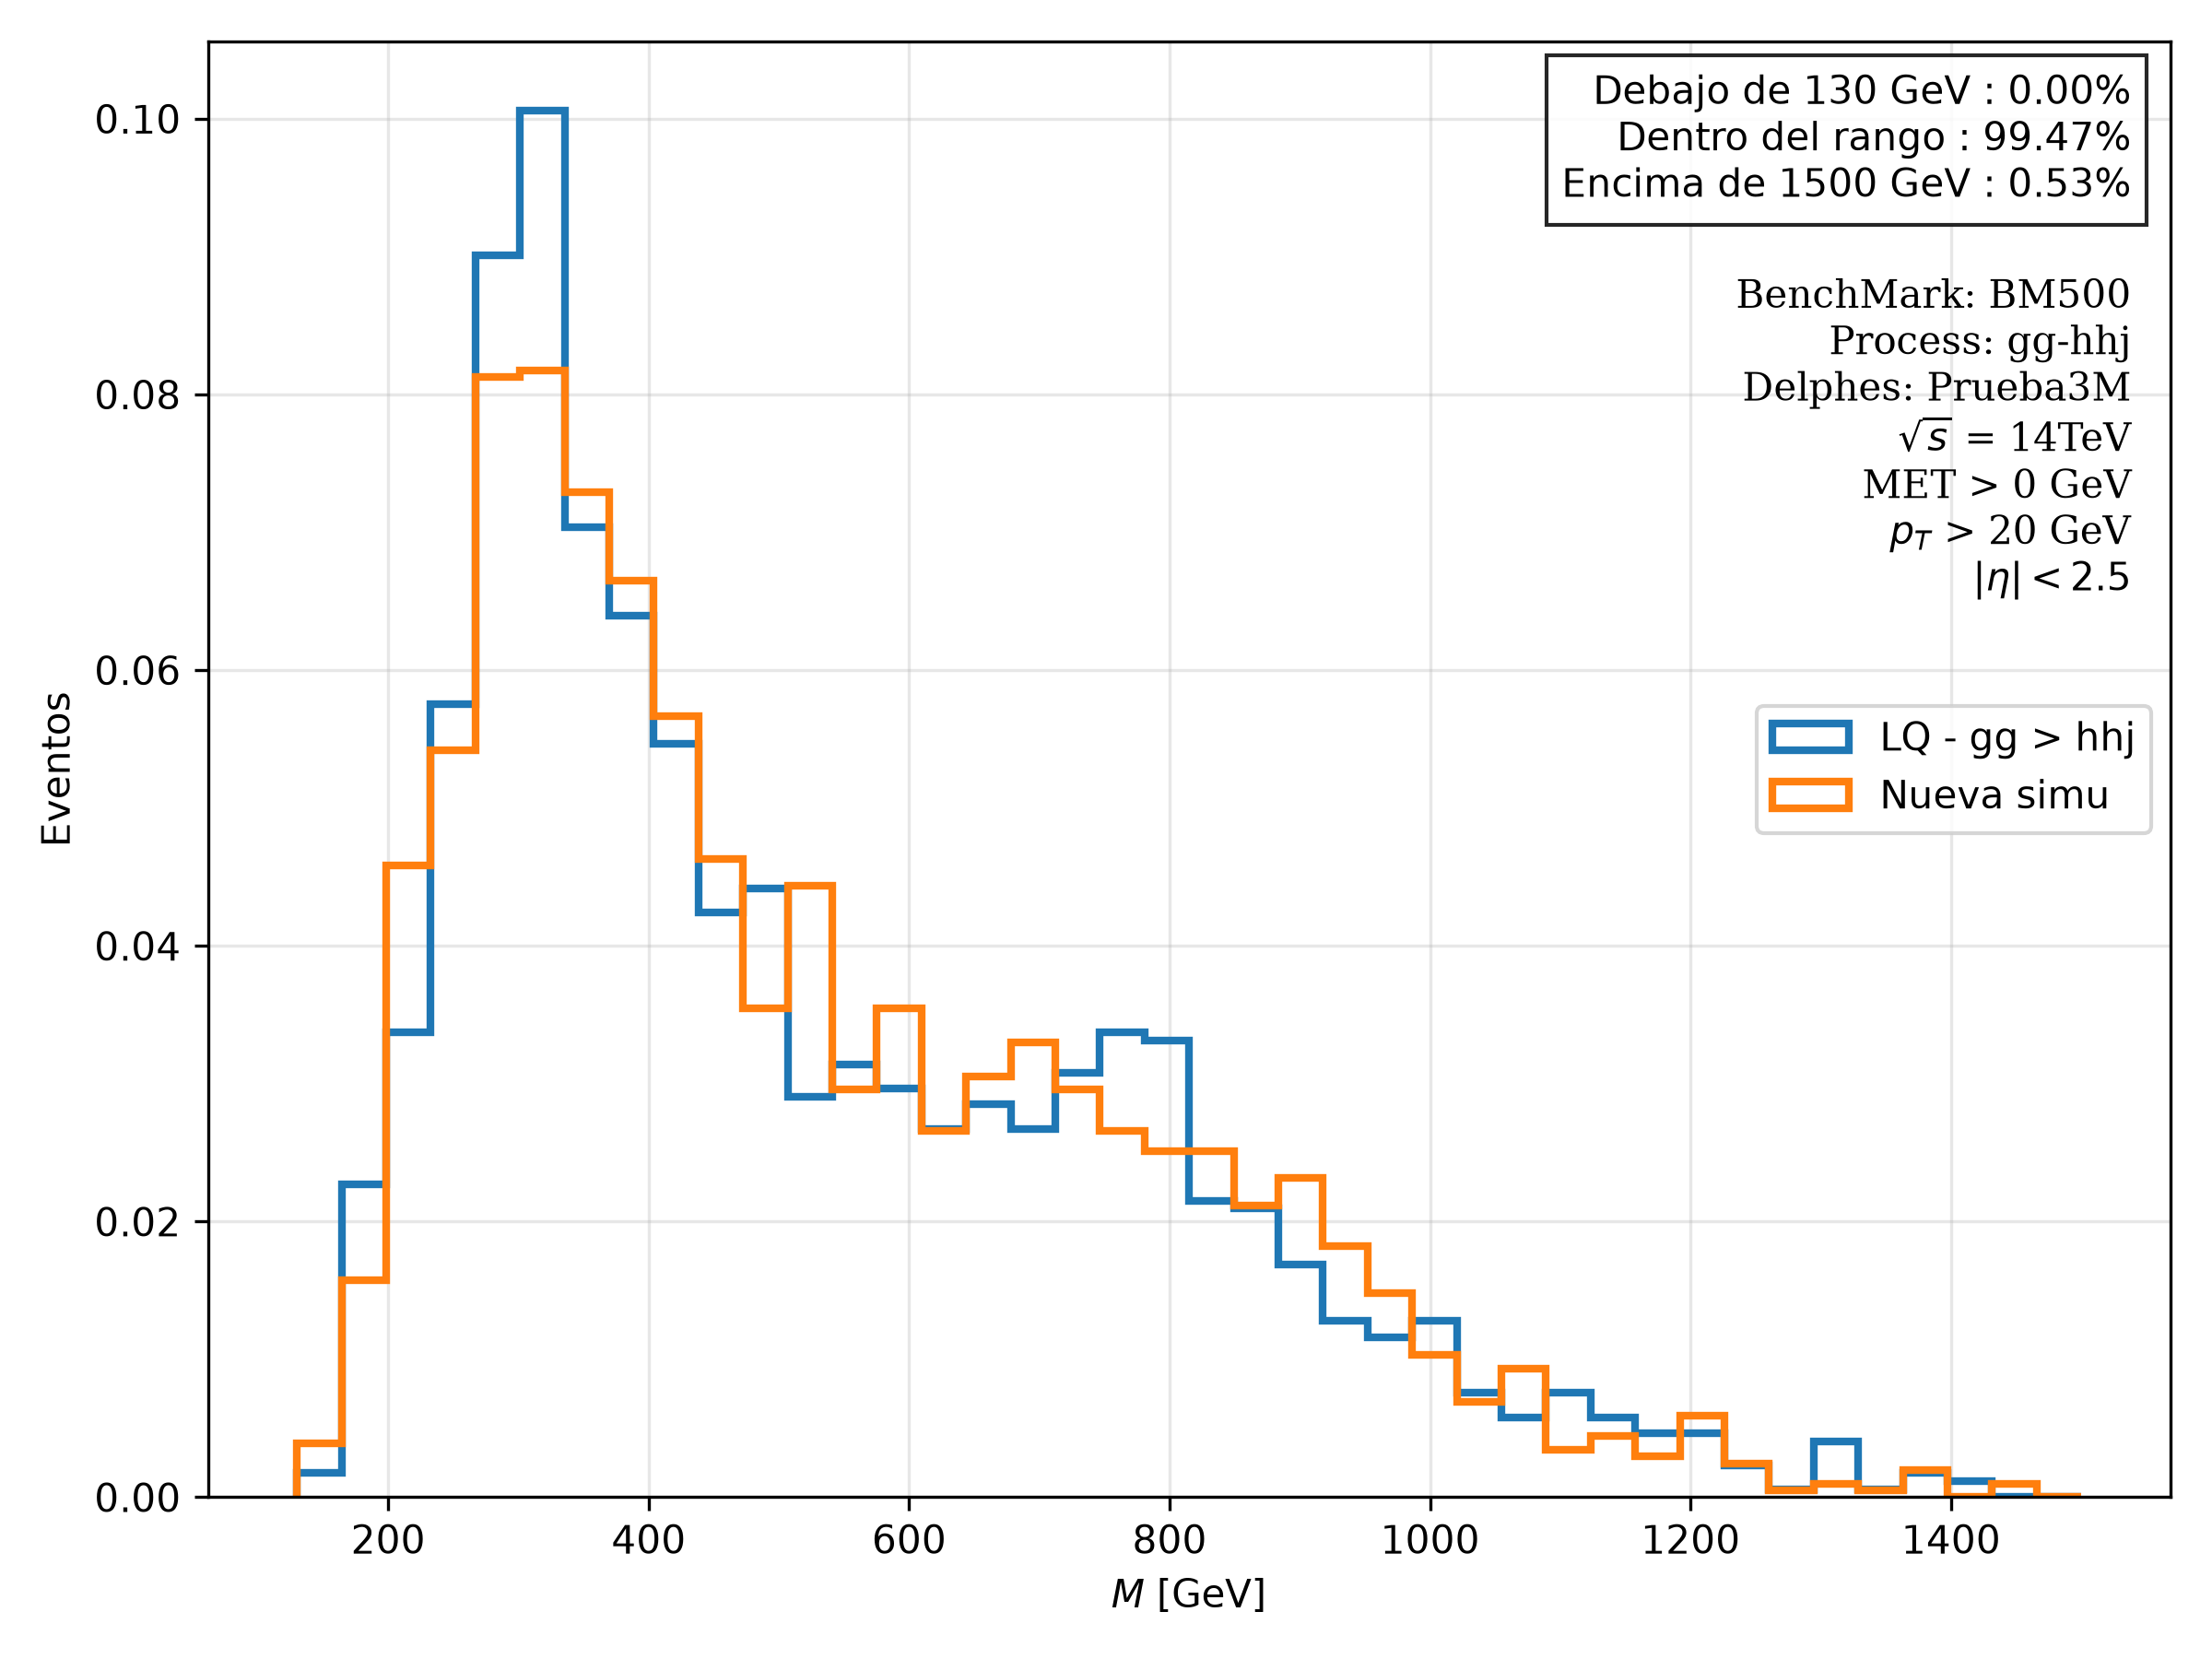 Debajo de 130 GeV : 0.00%
Dentro del rango : 99.47%
Encima de 1500 GeV : 0.53%
BenchMark: BM500
Process: gg-hhj
Delphes: Prueba3M
√s = 14TeV
MET > 0 GeV
p_T > 20 GeV
|η| < 2.5
LQ - gg > hhj
Nueva simu
Eventos
0.10
0.08
0.06
0.04
0.02
0.00
200 400 600 800 1000 1200 1400
M [GeV]